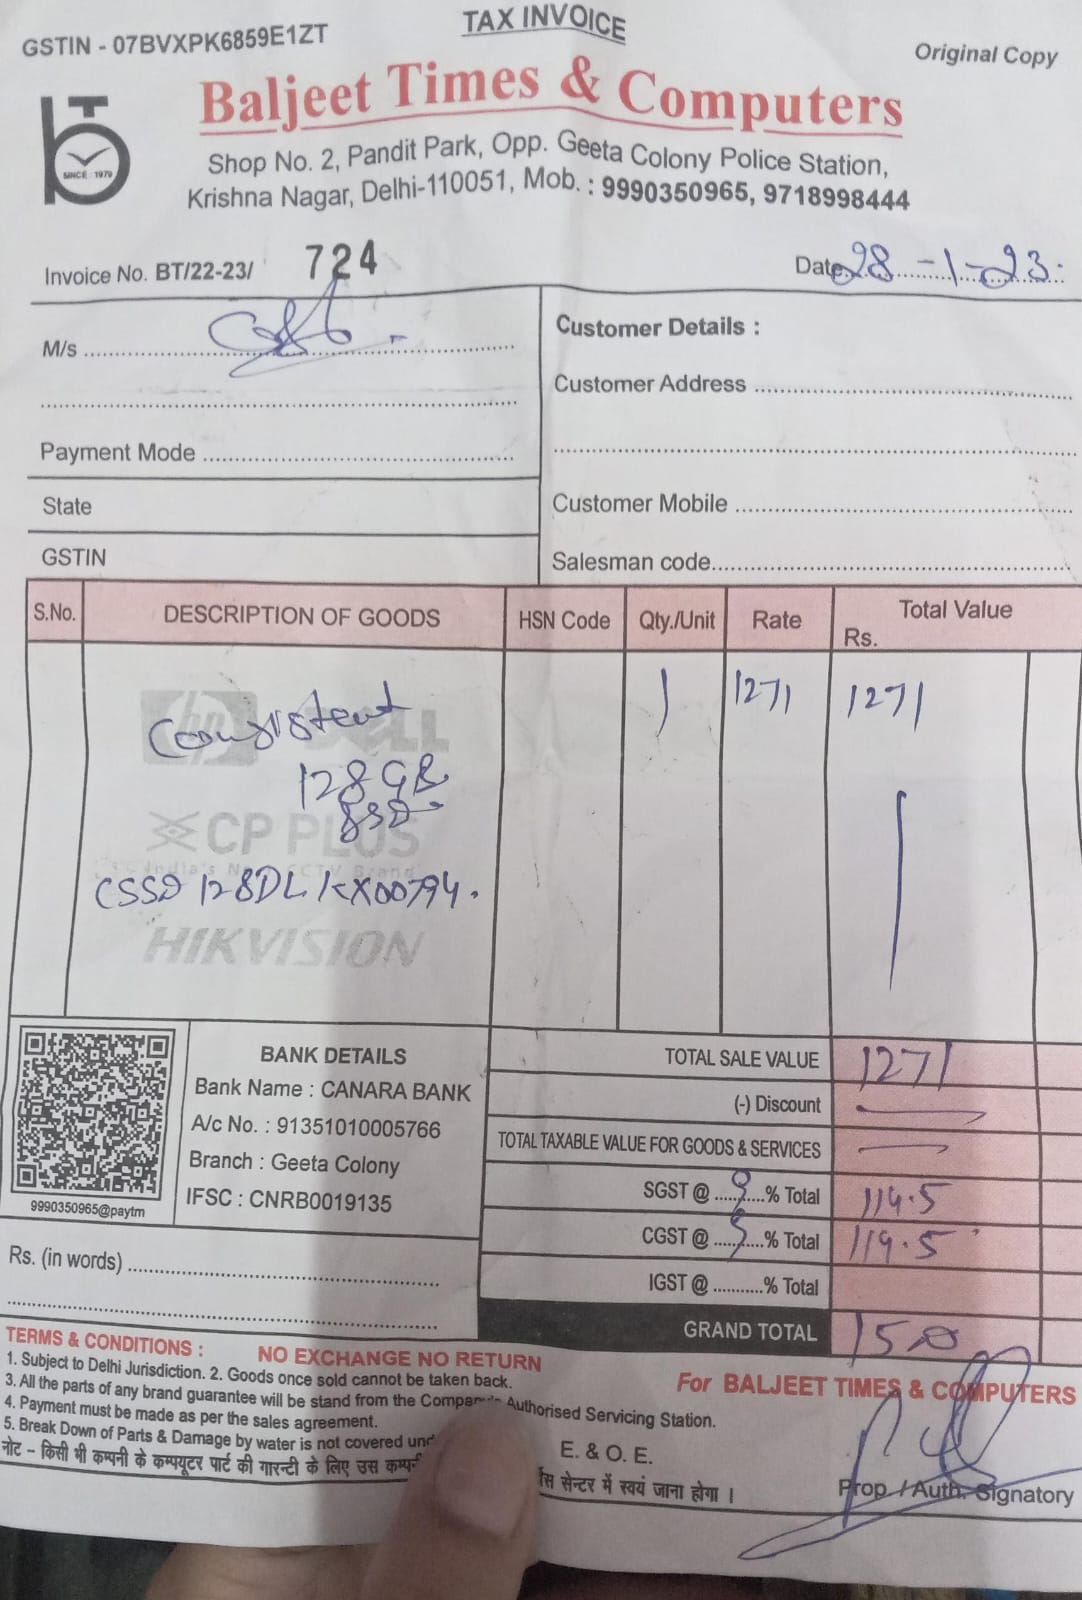 TAX INVOICE
GSTIN - 07BVXPK6859E1ZT
Original Copy
Baljeet Times & Computers
SINCE : 1979
Shop No. 2, Pandit Park, Opp. Geeta Colony Police Station,
Krishna Nagar, Delhi-110051, Mob. : 9990350965, 9718998444
Invoice No. BT/22-23/ 724
Date 28-1-23
M/s
Customer Details :
Customer Address
Payment Mode
State
Customer Mobile
GSTIN
Salesman code
S.No. DESCRIPTION OF GOODS HSN Code Qty./Unit Rate Total Value
Rs.
Consistent 1 1271 1271
hp DELL
128GB
SSD
CP PLUS
CSSD128DLKX00794.
HIKVISION
BANK DETAILS
Bank Name : CANARA BANK
A/c No. : 91351010005766
Branch : Geeta Colony
IFSC : CNRB0019135
9990350965@paytm
TOTAL SALE VALUE 1271
(-) Discount
TOTAL TAXABLE VALUE FOR GOODS & SERVICES
SGST @ 9 % Total 114.5
CGST @ 9 % Total 119.5
IGST @ ........... % Total
Rs. (in words)
GRAND TOTAL 1500
TERMS & CONDITIONS : NO EXCHANGE NO RETURN
1. Subject to Delhi Jurisdiction. 2. Goods once sold cannot be taken back.
3. All the parts of any brand guarantee will be stand from the Company's Authorised Servicing Station.
4. Payment must be made as per the sales agreement.
5. Break Down of Parts & Damage by water is not covered
नोट – किसी भी कम्पनी के कम्प्यूटर पार्ट की गारन्टी के लिए उस सेन्टर में स्वयं जाना होगा ।
E. & O. E.
For BALJEET TIMES & COMPUTERS
Prop. / Auth. Signatory